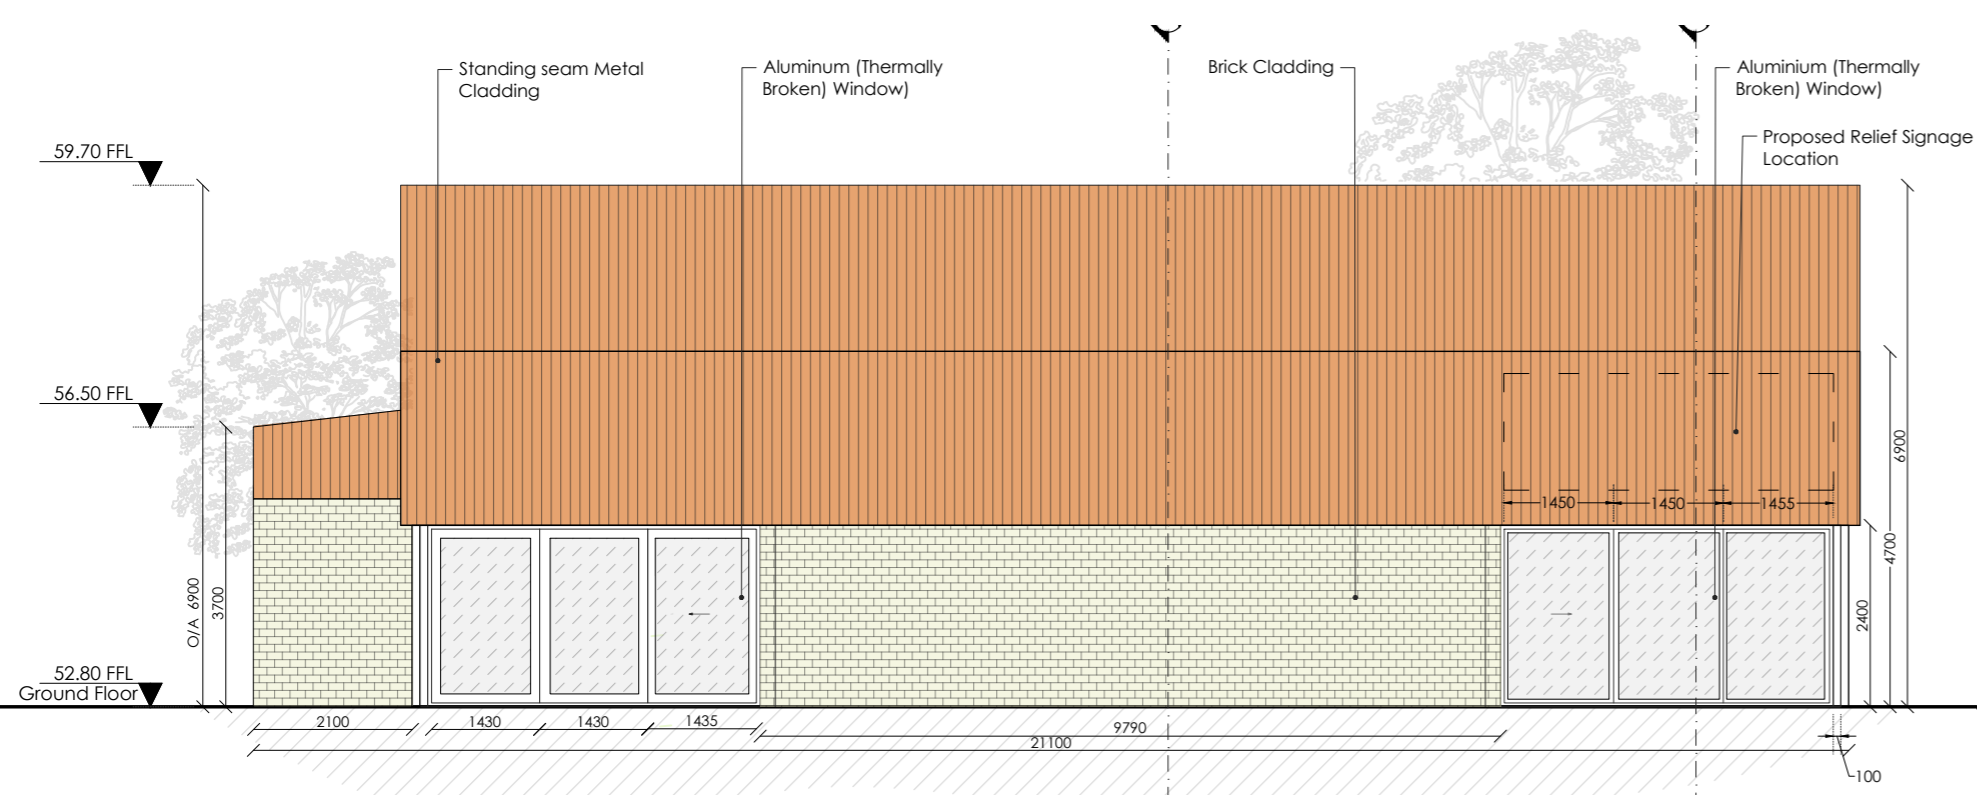 Standing seam Metal
Cladding
Aluminum (Thermally
Broken) Window)
Brick Cladding
Aluminium (Thermally
Broken) Window)
Proposed Relief Signage
Location
59.70 FFL
56.50 FFL
52.80 FFL
Ground Floor
O/A 6900
3700
1450
1450
1455
6900
4700
2400
2100
1430
1430
1435
9790
21100
100